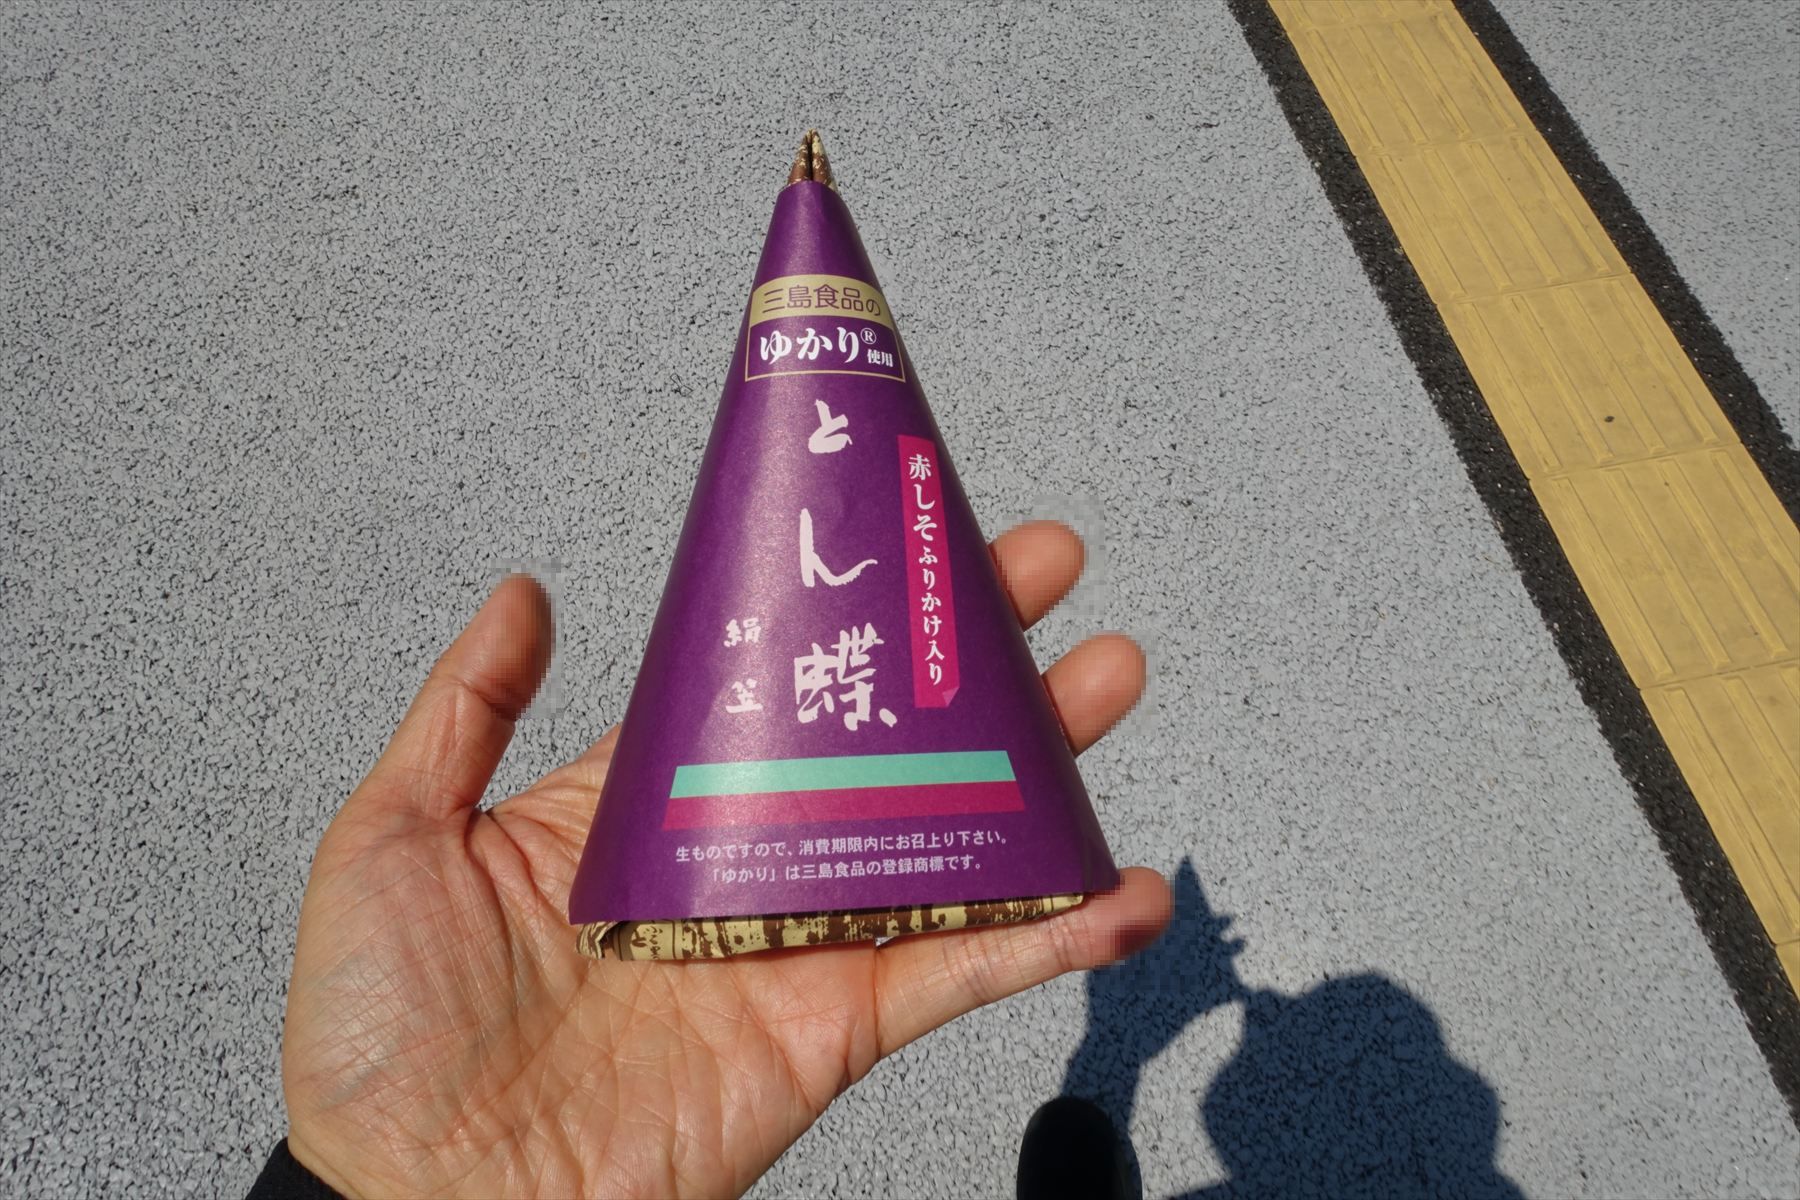 三島食品の
ゆかり®使用
とん蝶
赤しそふりかけ入り
絹笠
生ものですので、消費期限内にお召上り下さい。
「ゆかり」は三島食品の登録商標です。